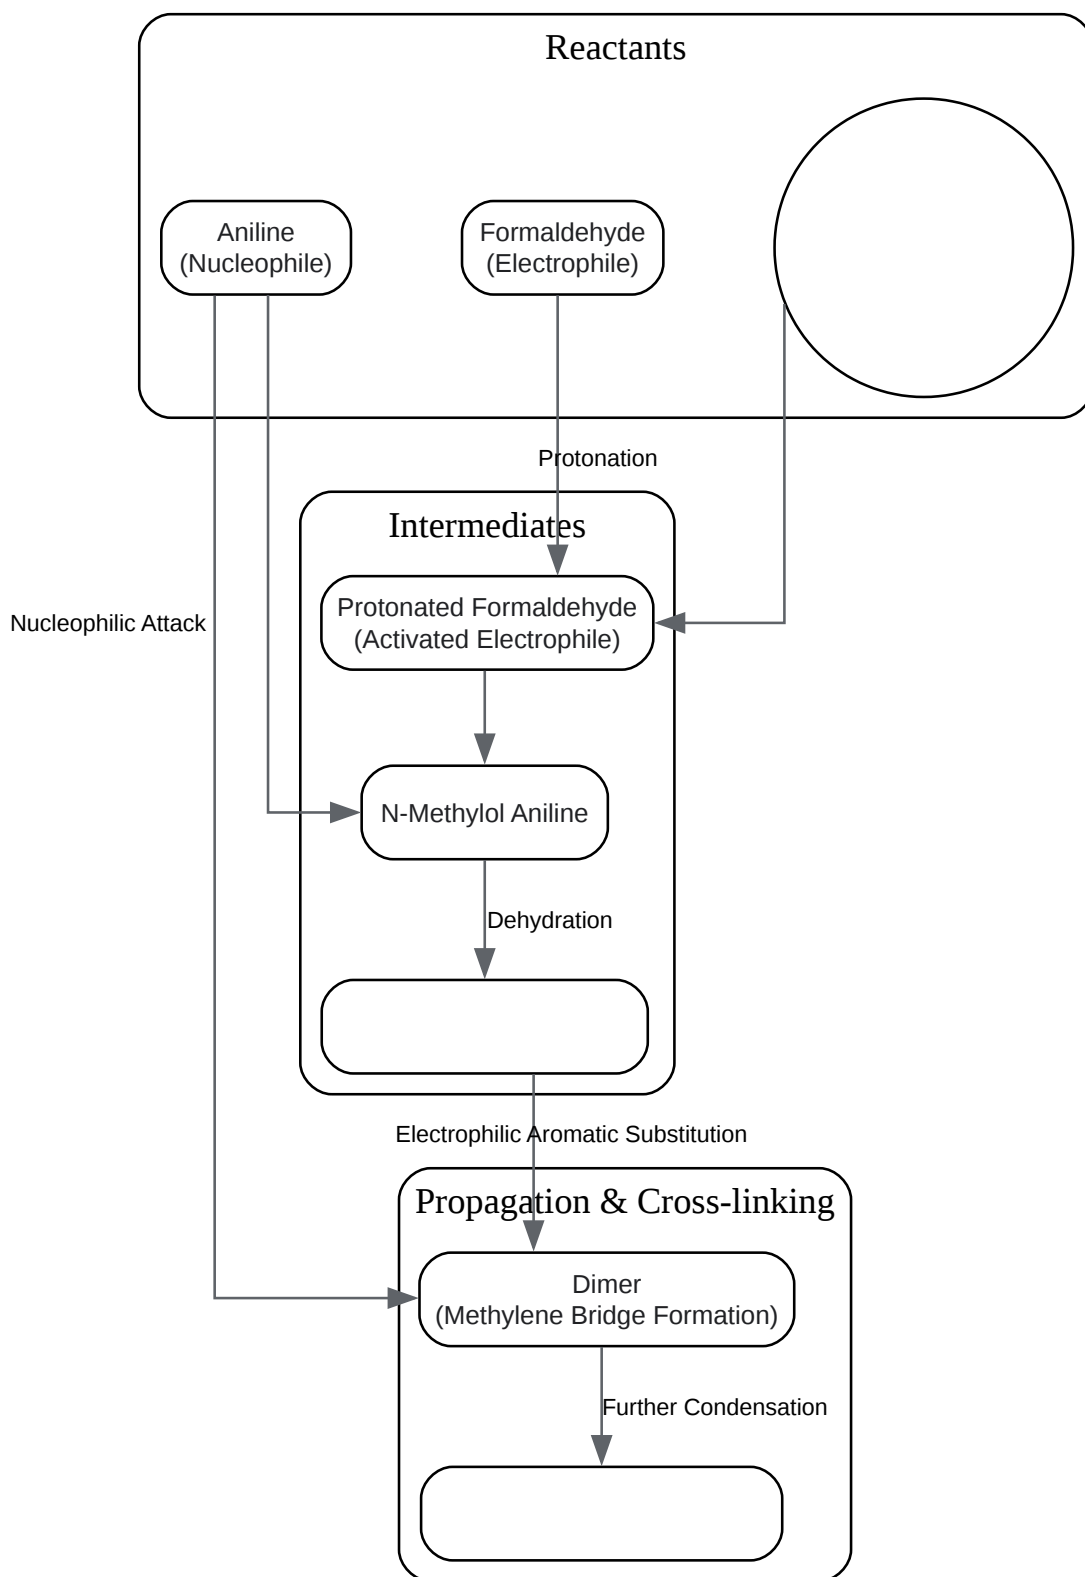 Reactants
Aniline
(Nucleophile)
Formaldehyde
(Electrophile)
Protonation
Intermediates
Protonated Formaldehyde
(Activated Electrophile)
Nucleophilic Attack
N-Methylol Aniline
Dehydration
Electrophilic Aromatic Substitution
Propagation & Cross-linking
Dimer
(Methylene Bridge Formation)
Further Condensation